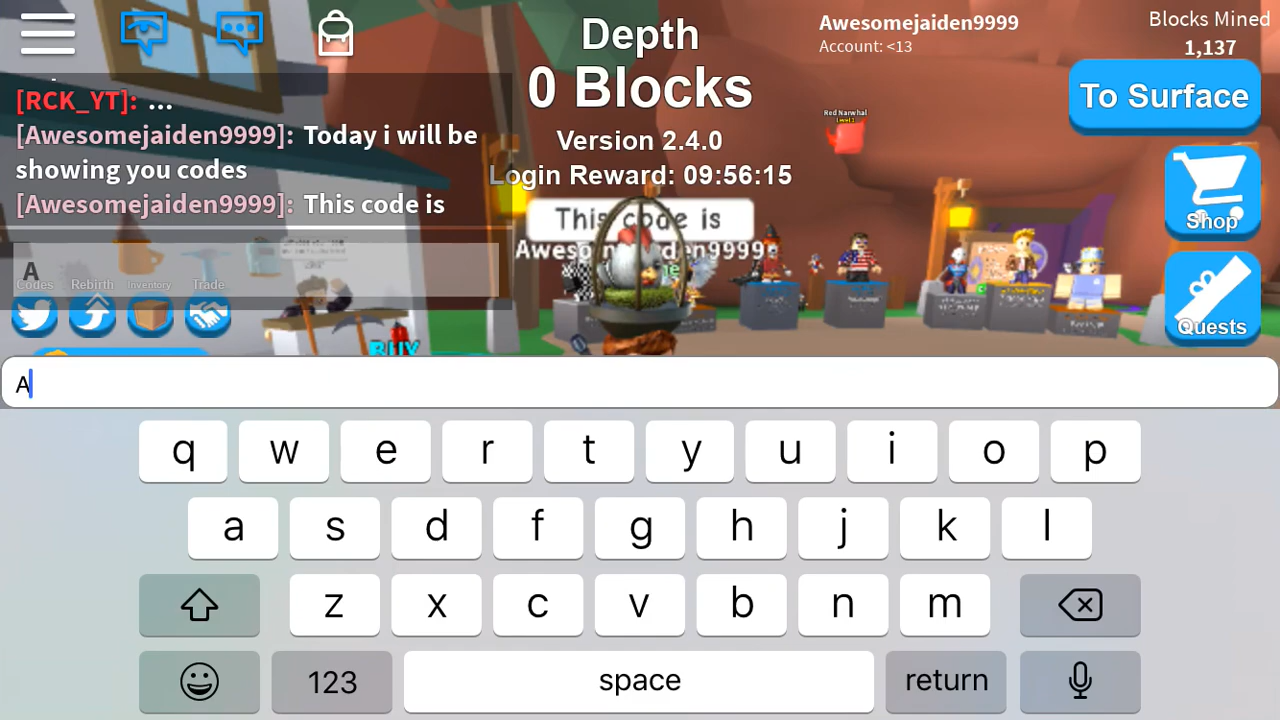 Depth
0 Blocks
Version 2.4.0
Login Reward: 09:56:15
Awesomejaiden9999
Account: <13
Blocks Mined
1,137
To Surface
Shop
Quests
[RCK_YT]: ...
[Awesomejaiden9999]: Today i will be
showing you codes
[Awesomejaiden9999]: This code is
A
Codes Rebirth Inventory Trade
Red Narwhal
This code is
Awesomejaiden9999
BUY
A
q w e r t y u i o p
a s d f g h j k l
z x c v b n m
123 space return